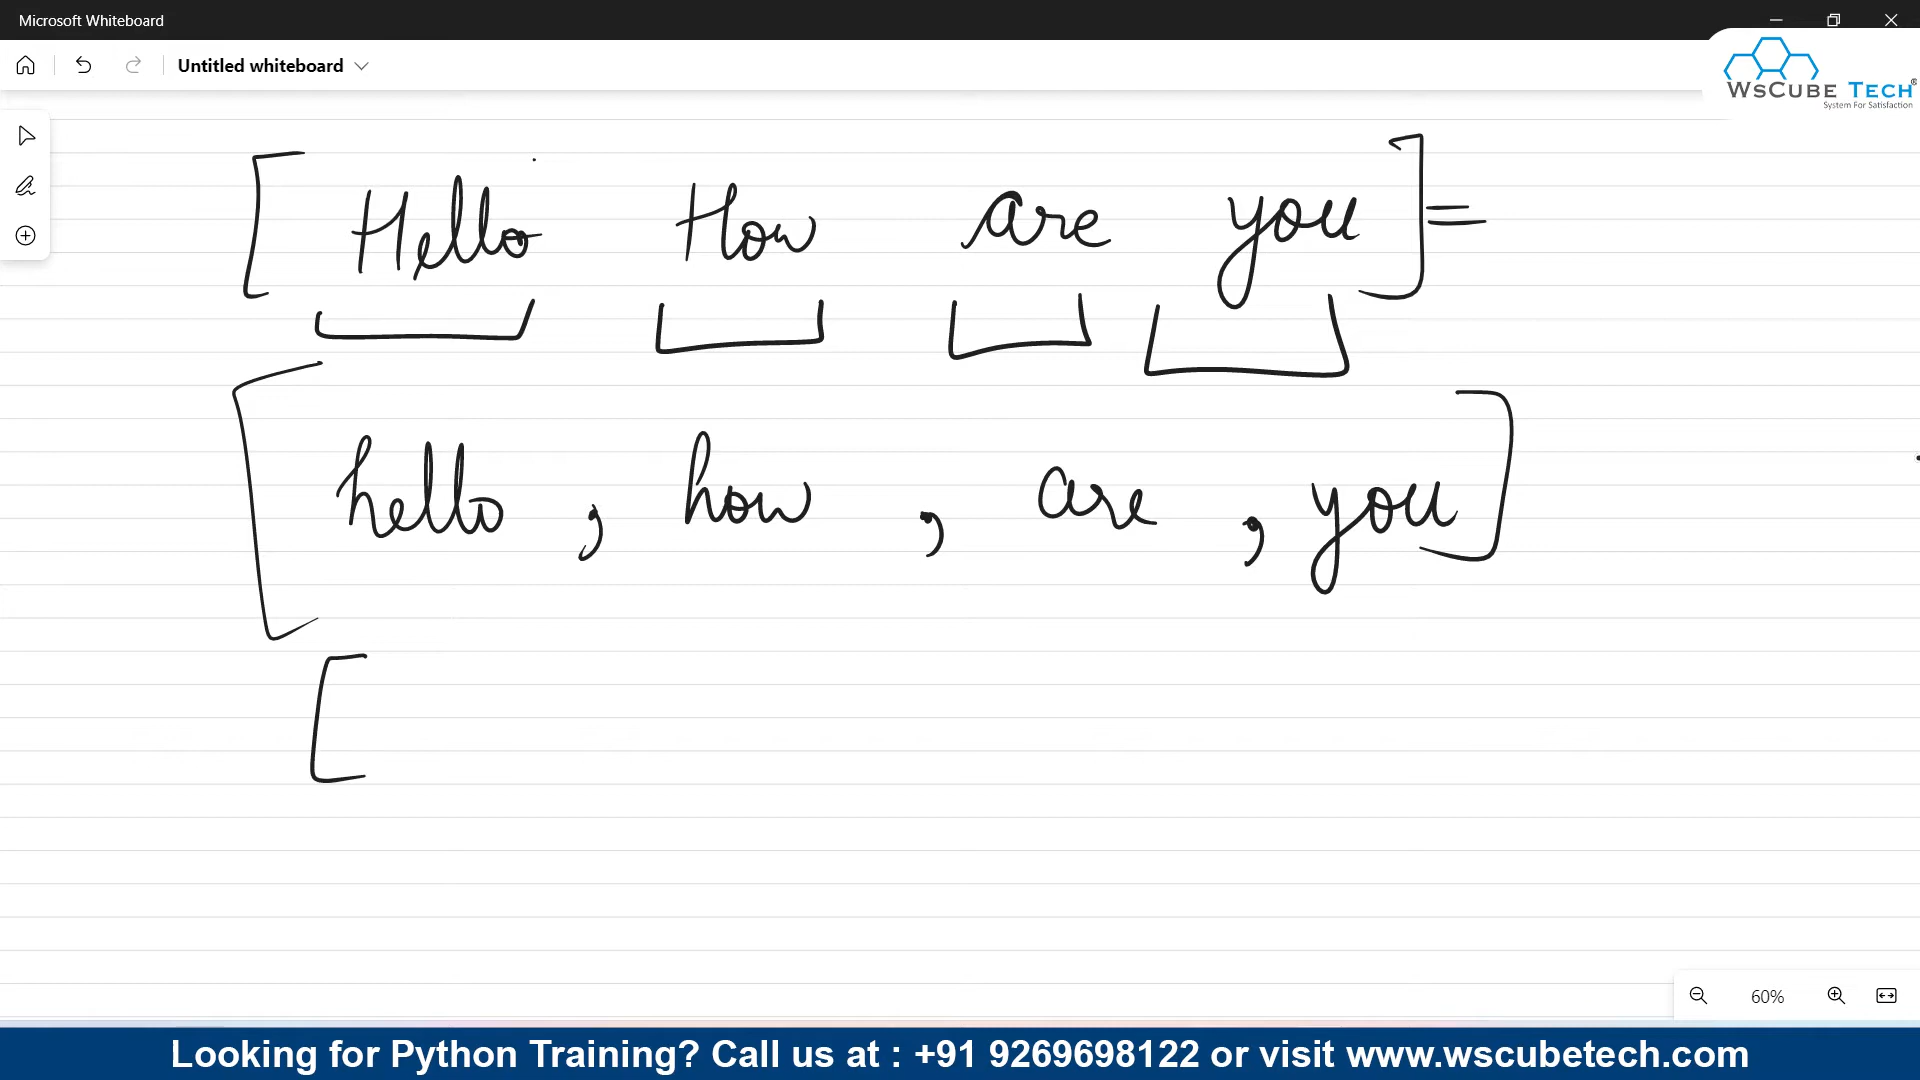 Microsoft Whiteboard
Untitled whiteboard
WsCube Tech®
System For Satisfaction
[ Hello How are you ] =
[ hello , how , are , you ]
[
60%
Looking for Python Training? Call us at : +91 9269698122 or visit www.wscubetech.com